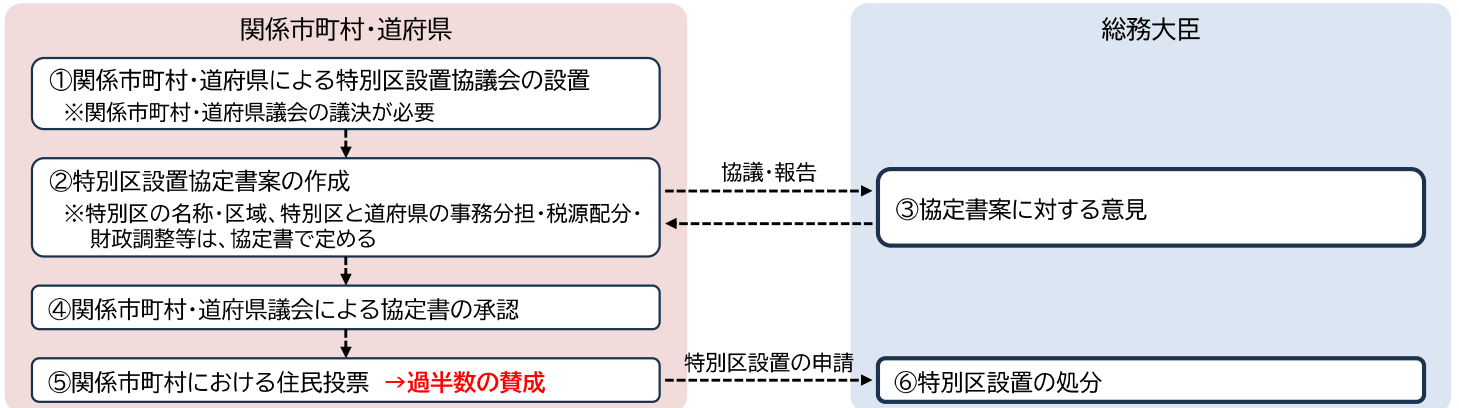 関係市町村・道府県
①関係市町村・道府県による特別区設置協議会の設置
※関係市町村・道府県議会の議決が必要
②特別区設置協定書案の作成
※特別区の名称・区域、特別区と道府県の事務分担・税源配分・
財政調整等は、協定書で定める
④関係市町村・道府県議会による協定書の承認
⑤関係市町村における住民投票 →過半数の賛成
協議・報告
特別区設置の申請
総務大臣
③協定書案に対する意見
⑥特別区設置の処分